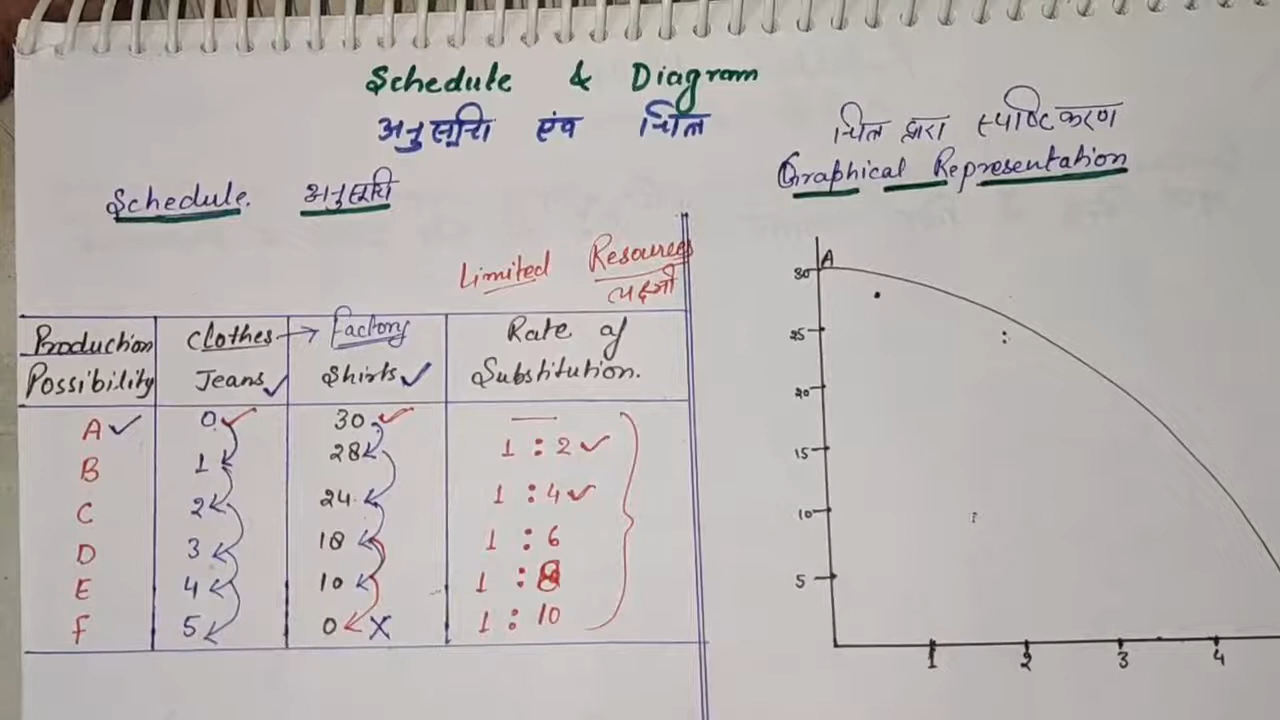 Schedule & Diagram
अनुसूचि एंव चित्र
चित्र द्वारा स्पष्टिकरण
Graphical Representation
Schedule. अनुसूचि
Limited Resources
Production Possibility
Clothes → Factory
Jeans ✓ Shirts ✓
Rate of Substitution.
A ✓ 0 ✓ 30 ✓ —
B 1 28 1 : 2 ✓
C 2 24 1 : 4 ✓
D 3 18 1 : 6
E 4 10 1 : 8
F 5 0 X 1 : 10
A
30
25
20
15
10
5
1 2 3 4